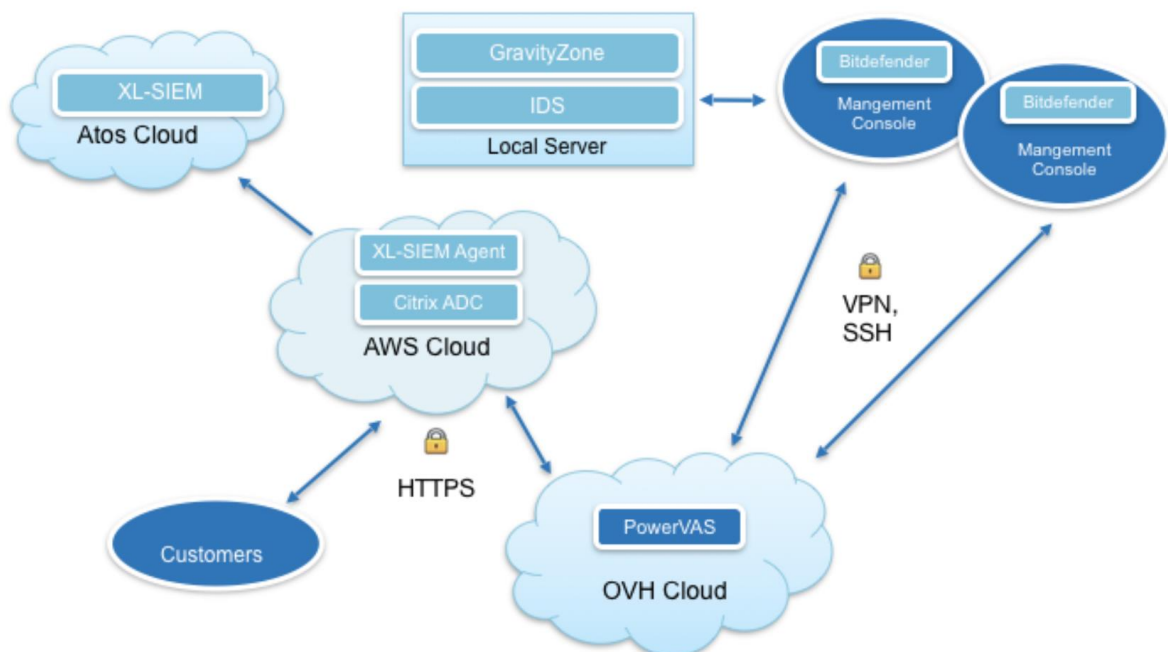 GravityZone
IDS
Local Server
Bitdefender
Mangement
Console
Bitdefender
Mangement
Console
XL-SIEM
Atos Cloud
XL-SIEM Agent
Citrix ADC
AWS Cloud
VPN,
SSH
HTTPS
Customers
PowerVAS
OVH Cloud